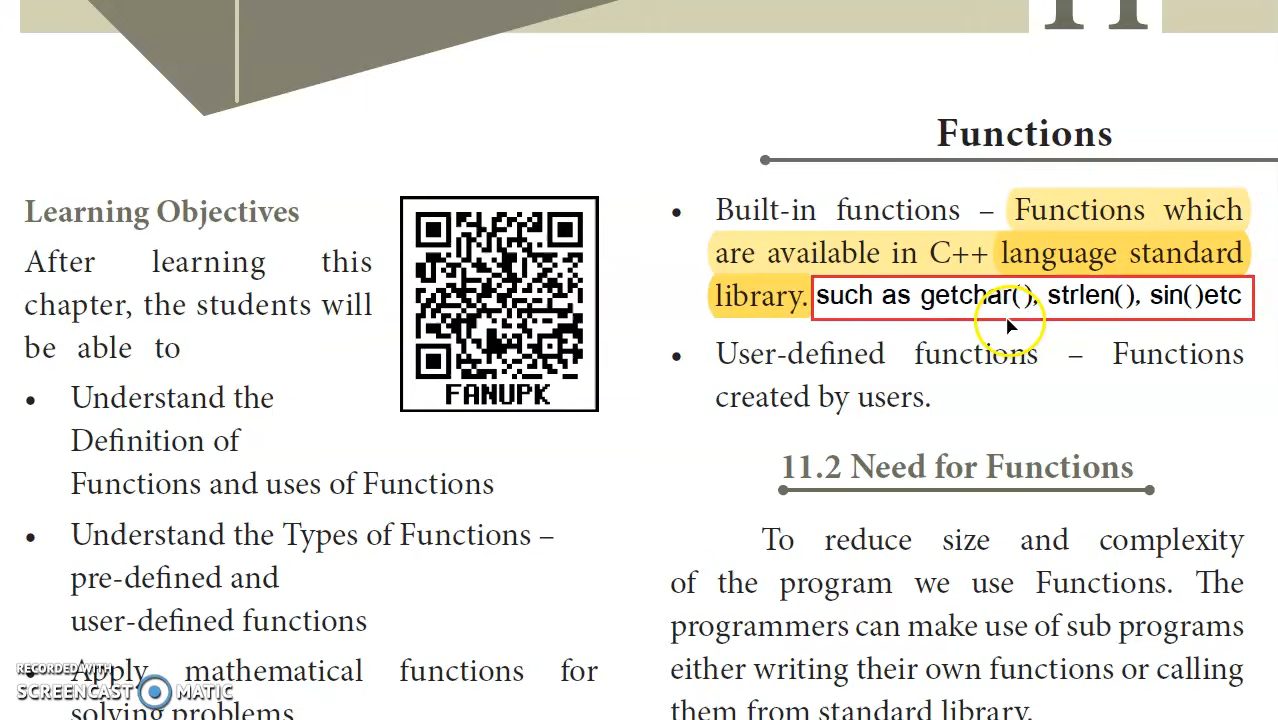 11
Functions
Learning Objectives
After learning this
chapter, the students will
be able to
• Understand the
Definition of
Functions and uses of Functions
• Understand the Types of Functions –
pre-defined and
user-defined functions
• Apply mathematical functions for
solving problems
FANUPK
• Built-in functions – Functions which
are available in C++ language standard
library. such as getchar(), strlen(), sin()etc
• User-defined functions – Functions
created by users.
11.2 Need for Functions
To reduce size and complexity
of the program we use Functions. The
programmers can make use of sub programs
either writing their own functions or calling
them from standard library.
RECORDED WITH
SCREENCAST MATIC